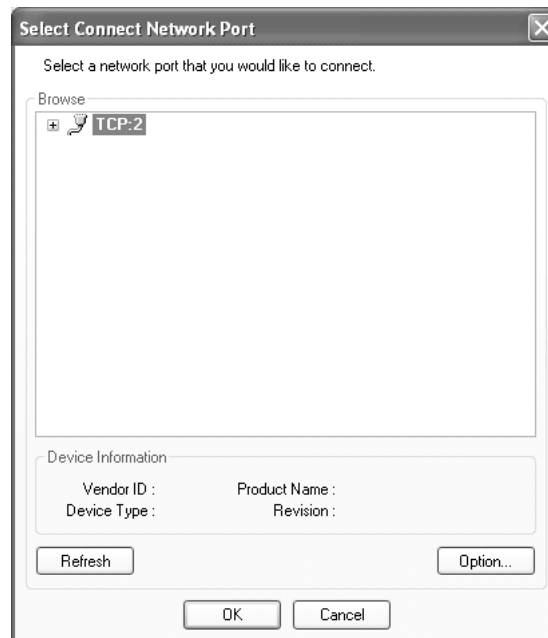 Select Connect Network Port
Select a network port that you would like to connect.
Browse
TCP:2
Device Information
Vendor ID : Product Name :
Device Type : Revision :
Refresh Option...
OK Cancel